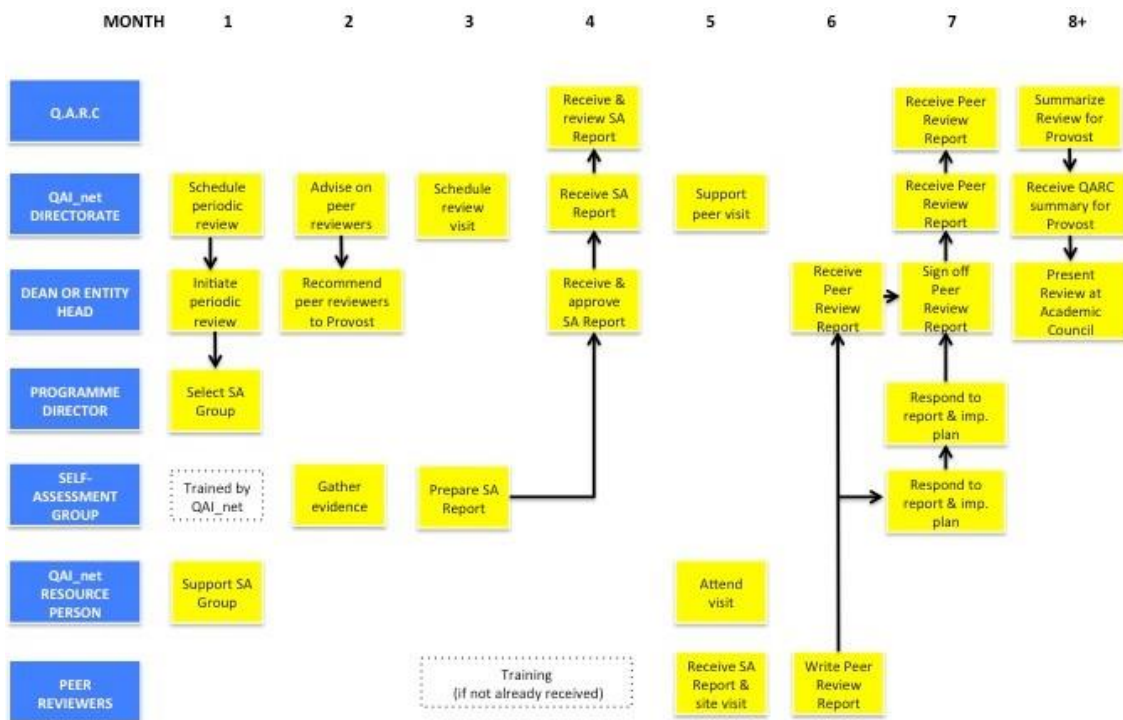 MONTH 1 2 3 4 5 6 7 8+
Q.A.R.C
Receive &
review SA
Report
Receive Peer
Review
Report
Summarize
Review for
Provost
QAI_net
DIRECTORATE
Schedule
periodic
review
Advise on
peer
reviewers
Schedule
review
visit
Receive SA
Report
Support
peer visit
Receive Peer
Review
Report
Receive QARC
summary for
Provost
DEAN OR ENTITY
HEAD
Initiate
periodic
review
Recommend
peer reviewers
to Provost
Receive &
approve
SA Report
Receive
Peer
Review
Report
Sign off
Peer
Review
Report
Present
Review at
Academic
Council
PROGRAMME
DIRECTOR
Select SA
Group
Respond to
report & imp.
plan
SELF-
ASSESSMENT
GROUP
Trained by
QAI_net
Gather
evidence
Prepare SA
Report
Respond to
report & imp.
plan
QAI_net
RESOURCE
PERSON
Support SA
Group
Attend
visit
PEER
REVIEWERS
Training
(if not already received)
Receive SA
Report &
site visit
Write Peer
Review
Report